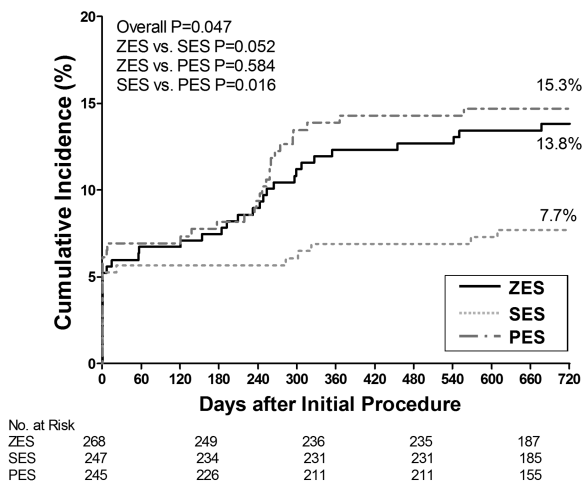 Overall P=0.047
ZES vs. SES P=0.052
ZES vs. PES P=0.584
SES vs. PES P=0.016
20
15
10
5
0
Cumulative Incidence (%)
15.3%
13.8%
7.7%
ZES
SES
PES
0 60 120 180 240 300 360 420 480 540 600 660 720
Days after Initial Procedure
No. at Risk
ZES 268 249 236 235 187
SES 247 234 231 231 185
PES 245 226 211 211 155